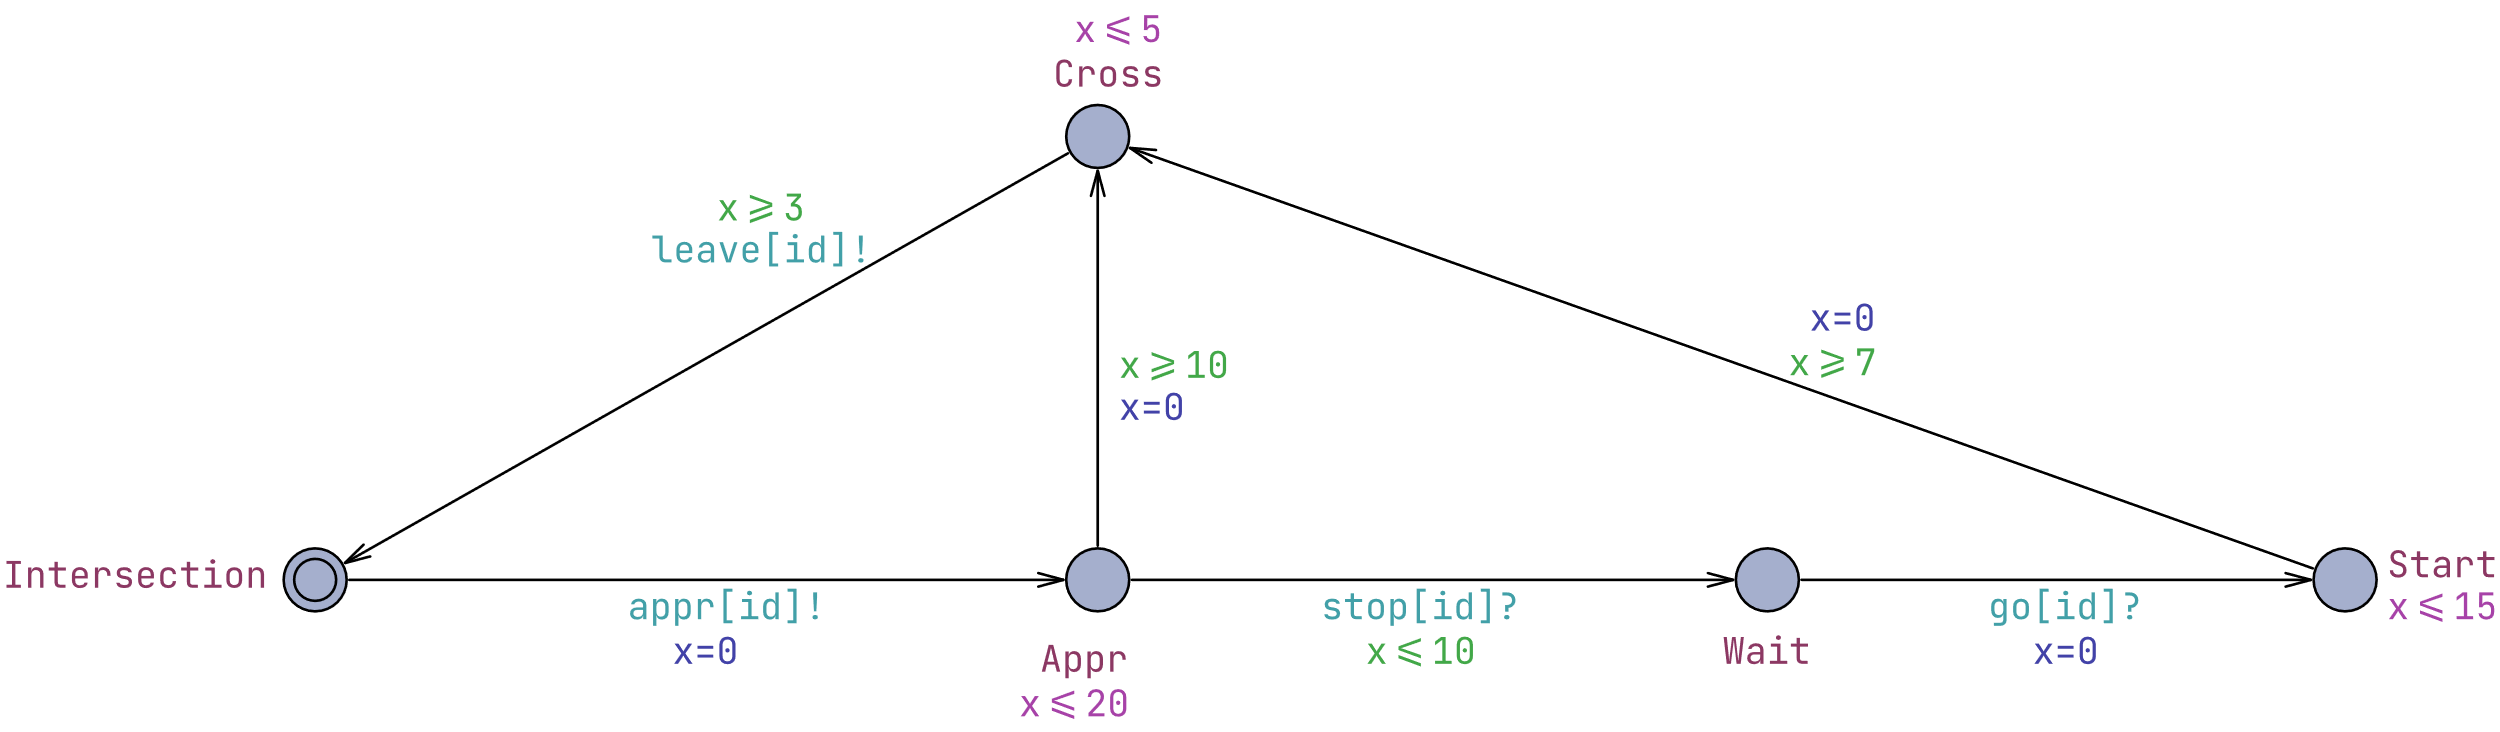 x ⩽ 5
Cross
x ⩾ 3
leave[id]!
x=0
x ⩾ 7
x ⩾ 10
x=0
Intersection
appr[id]!
x=0
Appr
x ⩽ 20
stop[id]?
x ⩽ 10
Wait
go[id]?
x=0
Start
x ⩽ 15